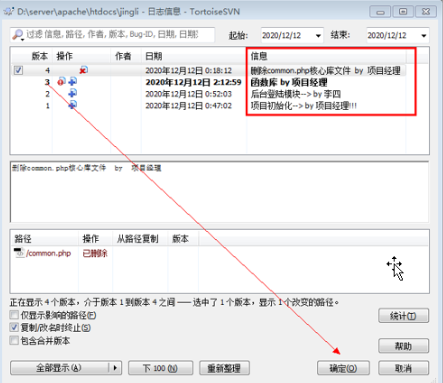 D:\server\apache\htdocs\jingli - 日志信息 - TortoiseSVN
过滤 信息, 路径, 作者, 版本, Bug-ID, 日期, 日期范
起始: 2020/12/12 结束: 2020/12/12
版本 操作 作者 日期 信息
4 2020年12月12日 0:18:12 删除common.php核心库文件 by 项目经理
3 2020年12月12日 2:12:59 函数库 by 项目经理
2 2020年12月12日 0:52:03 后台登陆模块--> by 李四
1 2020年12月12日 0:47:02 项目初始化--> by 项目经理!!!
删除common.php核心库文件 by 项目经理
路径 操作 从路径复制 版本
/common.php 已删除
正在显示 4 个版本，介于版本 1 到版本 4 之间 —— 选中了 1 个版本，显示 1 个改变的路径。
仅显示影响的路径(F)
统计(T)
复制/改名时终止(S)
包含合并版本
帮助
全部显示(A) 下 100 (N) 重新整理 确定(O) 取消